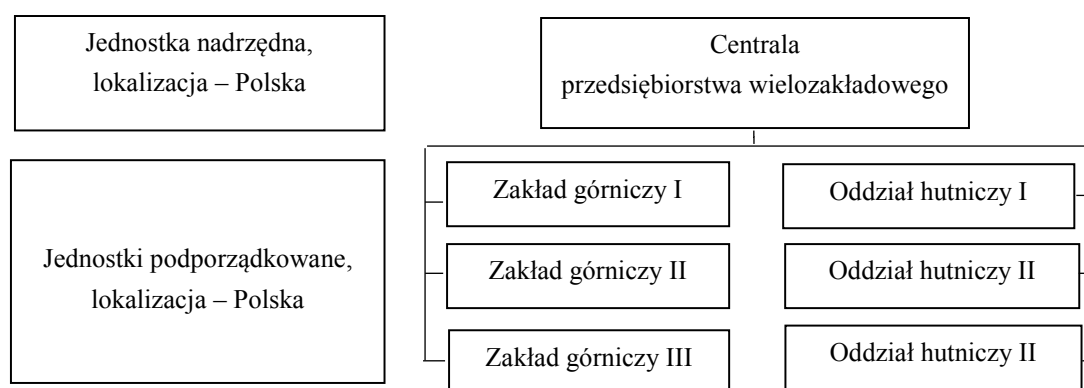 Jednostka nadrzędna,
lokalizacja – Polska
Centrala
przedsiębiorstwa wielozakładowego
Jednostki podporządkowane,
lokalizacja – Polska
Zakład górniczy I
Oddział hutniczy I
Zakład górniczy II
Oddział hutniczy II
Zakład górniczy III
Oddział hutniczy II